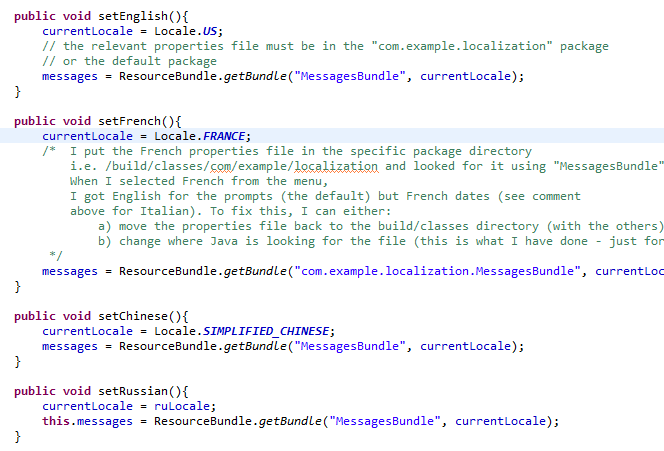 public void setEnglish(){
    currentLocale = Locale.US;
    // the relevant properties file must be in the "com.example.localization" package
    // or the default package
    messages = ResourceBundle.getBundle("MessagesBundle", currentLocale);
}

public void setFrench(){
    currentLocale = Locale.FRANCE;
    /*  I put the French properties file in the specific package directory
        i.e. /build/classes/com/example/localization and looked for it using "MessagesBundle"
        When I selected French from the menu,
        I got English for the prompts (the default) but French dates (see comment
        above for Italian). To fix this, I can either:
            a) move the properties file back to the build/classes directory (with the others)
            b) change where Java is looking for the file (this is what I have done - just for
     */
    messages = ResourceBundle.getBundle("com.example.localization.MessagesBundle", currentLoc
}

public void setChinese(){
    currentLocale = Locale.SIMPLIFIED_CHINESE;
    messages = ResourceBundle.getBundle("MessagesBundle", currentLocale);
}

public void setRussian(){
    currentLocale = ruLocale;
    this.messages = ResourceBundle.getBundle("MessagesBundle", currentLocale);
}